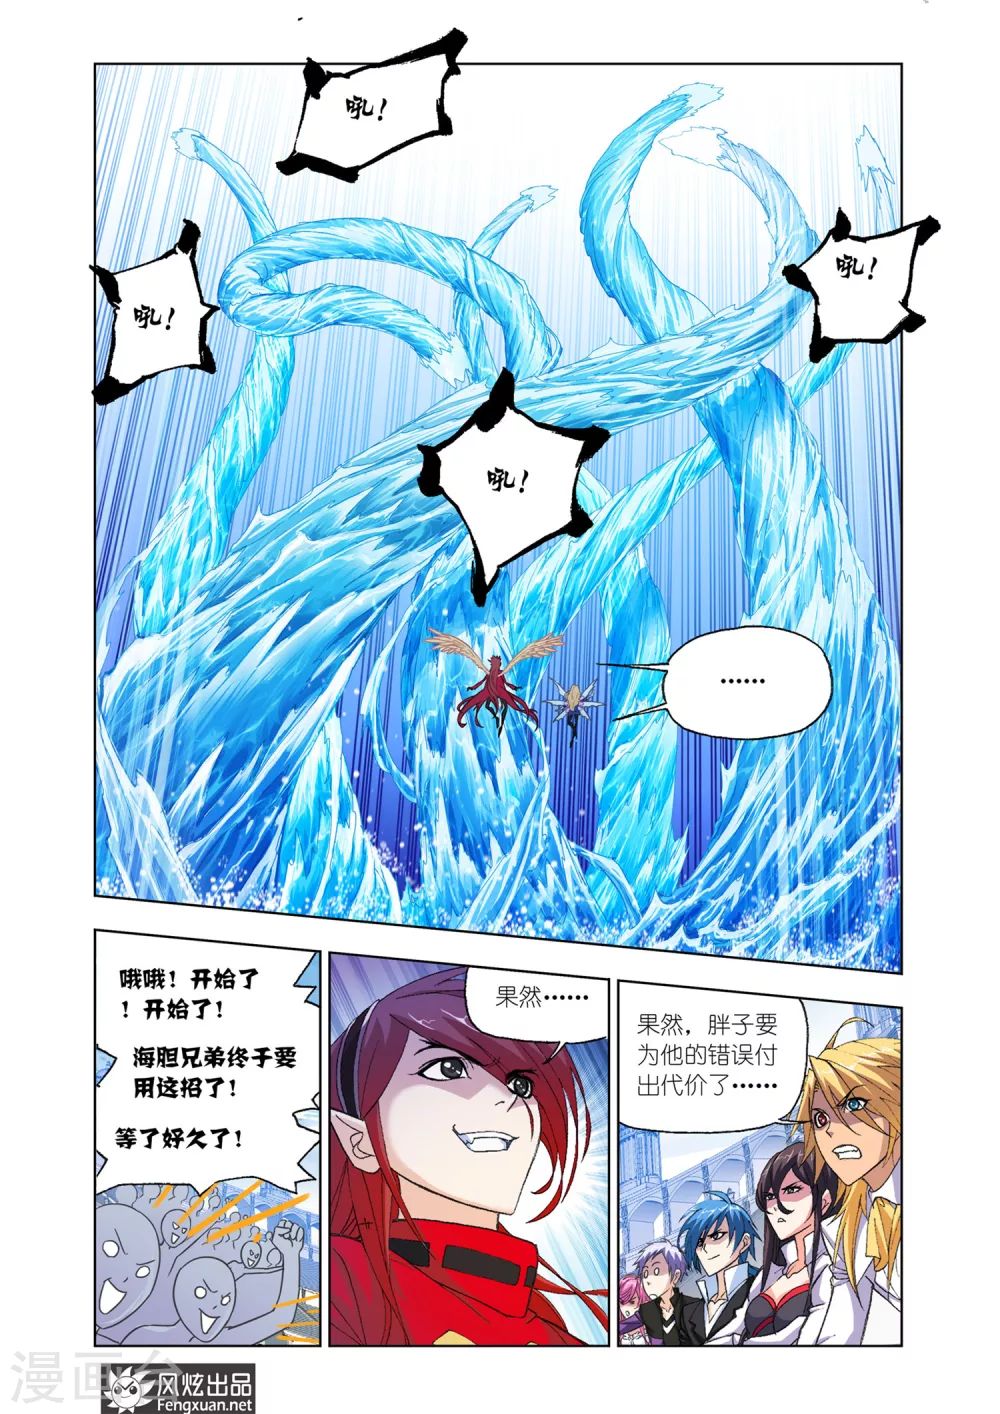 吼！
吼！
吼！
吼！
……
哦哦！开始了
！开始了！
海胆兄弟终于要
用这招了！
等了好久了！
果然……
果然，胖子要
为他的错误付
出代价了……
漫画台
风炫出品
Fengxuan.net